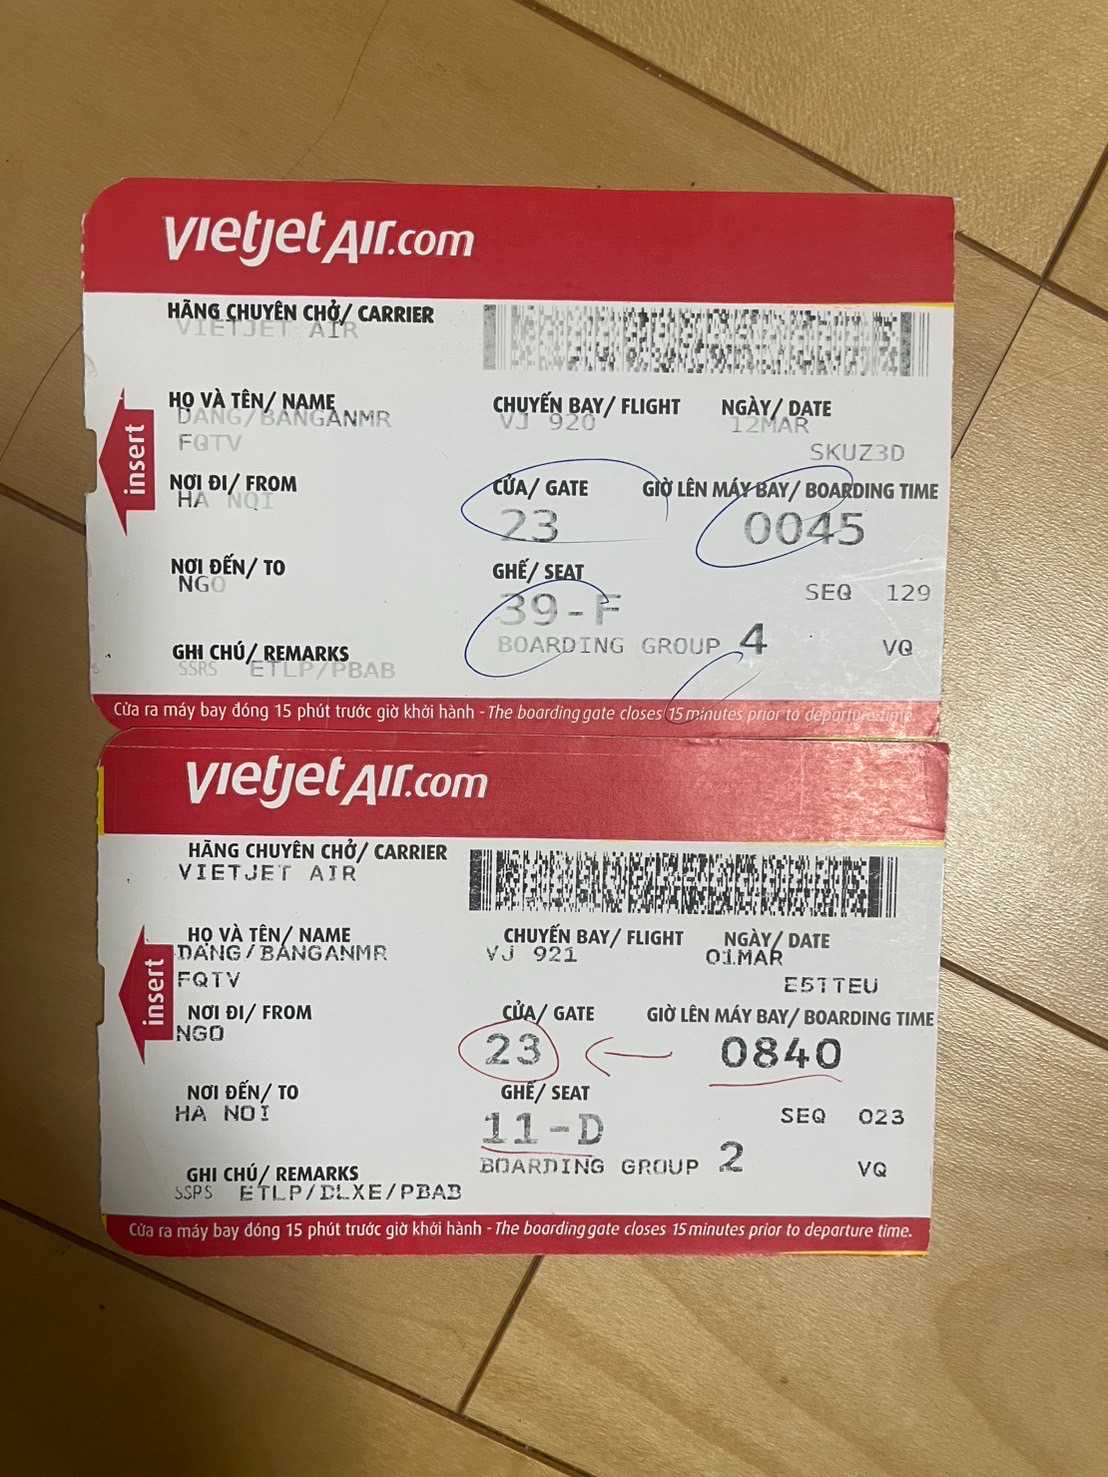 vietjetAir.com
HÃNG CHUYÊN CHỞ/ CARRIER
VIETJET AIR
HỌ VÀ TÊN/ NAME
DANG/BANGANMR
FQTV
CHUYẾN BAY/ FLIGHT
VJ 920
NGÀY/ DATE
12MAR
SKUZ3D
insert
NƠI ĐI/ FROM
HA NOI
CỬA/ GATE
23
GIỜ LÊN MÁY BAY/ BOARDING TIME
0045
NƠI ĐẾN/ TO
NGO
GHẾ/ SEAT
39-F
SEQ 129
BOARDING GROUP 4
VQ
GHI CHÚ/ REMARKS
SSRS ETLP/PBAB
Cửa ra máy bay đóng 15 phút trước giờ khởi hành - The boarding gate closes 15 minutes prior to departure time.
vietjetAir.com
HÃNG CHUYÊN CHỞ/ CARRIER
VIETJET AIR
HỌ VÀ TÊN/ NAME
DANG/BANGANMR
FQTV
CHUYẾN BAY/ FLIGHT
VJ 921
NGÀY/ DATE
01MAR
E5TTEU
insert
NƠI ĐI/ FROM
NGO
CỬA/ GATE
23
GIỜ LÊN MÁY BAY/ BOARDING TIME
0840
NƠI ĐẾN/ TO
HA NOI
GHẾ/ SEAT
11-D
SEQ 023
BOARDING GROUP 2
VQ
GHI CHÚ/ REMARKS
SSPS ETLP/DLXE/PBAB
Cửa ra máy bay đóng 15 phút trước giờ khởi hành - The boarding gate closes 15 minutes prior to departure time.